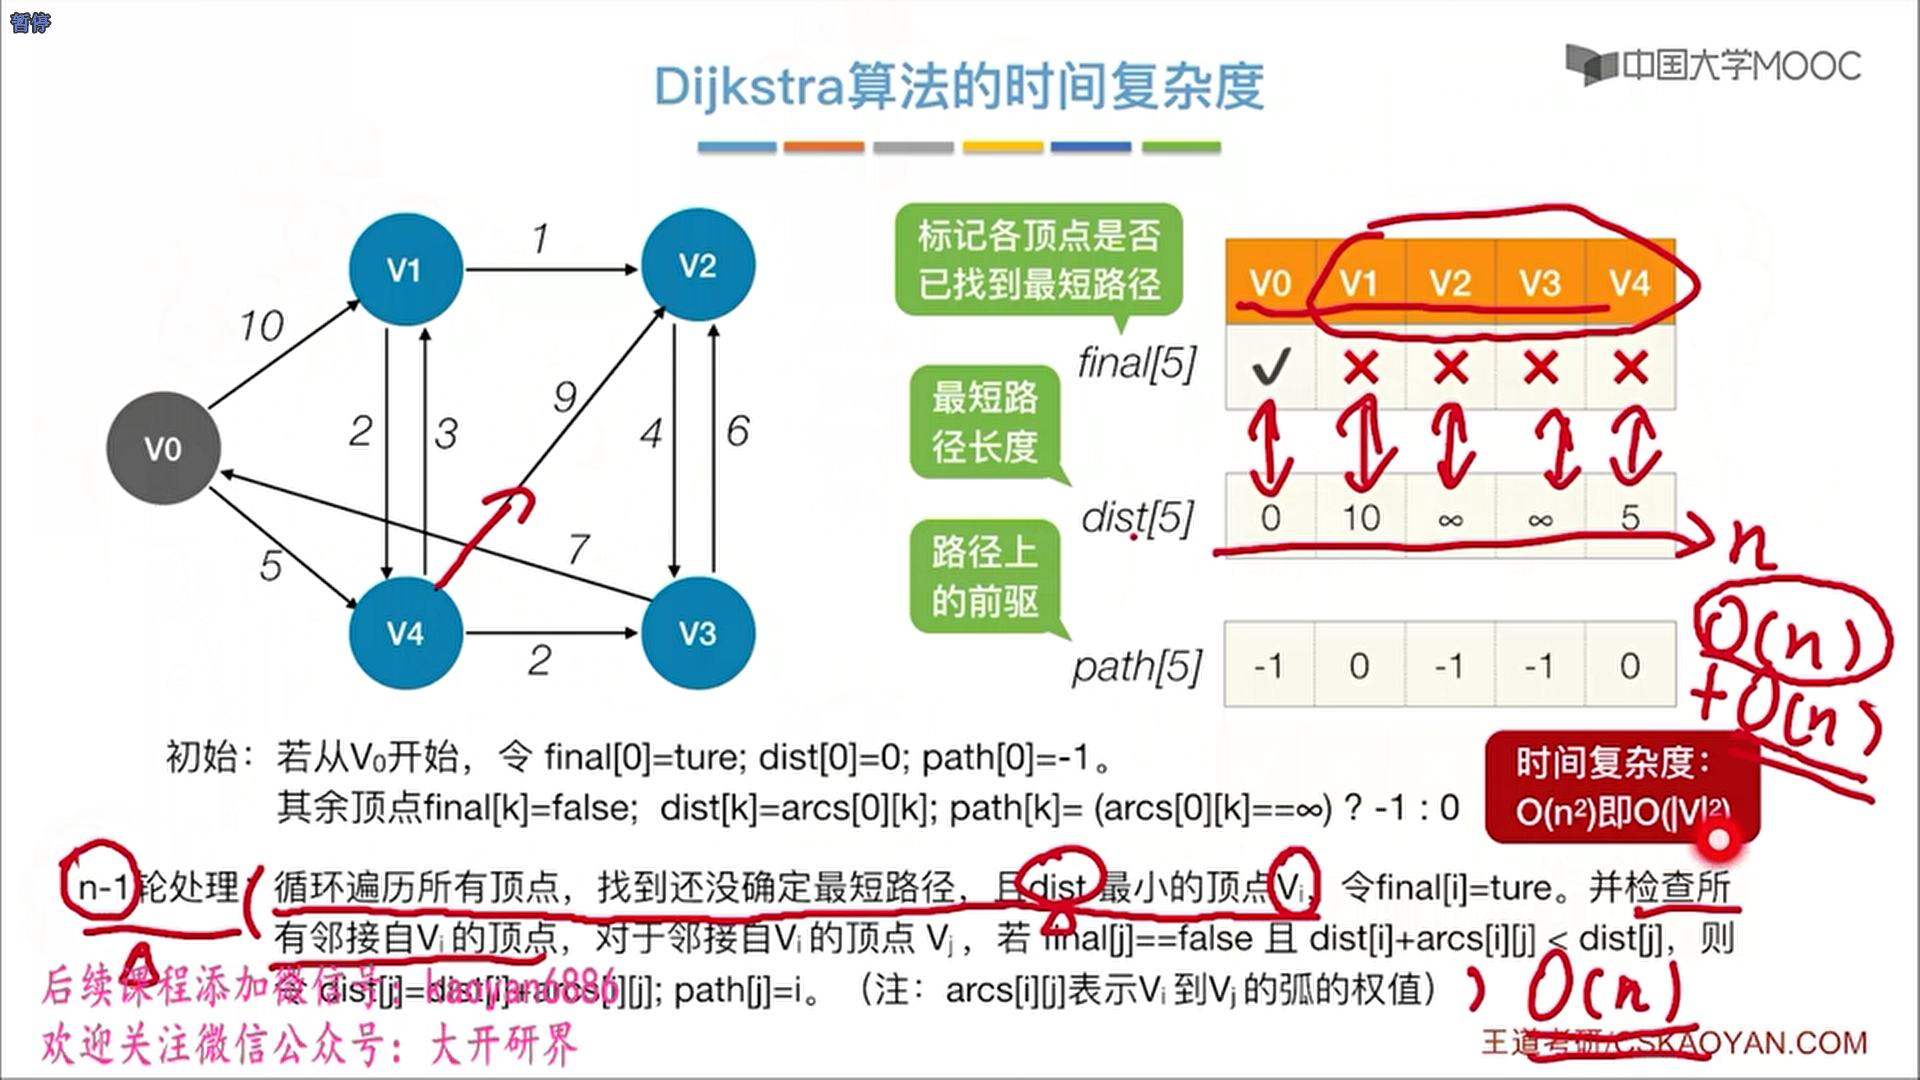 暂停
Dijkstra算法的时间复杂度
中国大学MOOC
V1
V2
V0
V4
V3
10
1
2
3
9
4
6
5
7
2
标记各顶点是否
已找到最短路径
final[5]
V0 V1 V2 V3 V4
✓ ✕ ✕ ✕ ✕
最短路
径长度
dist[5]
0 10 ∞ ∞ 5
n
路径上
的前驱
path[5]
-1 0 -1 -1 0
O(n)
+O(n)
初始：若从V₀开始，令 final[0]=ture; dist[0]=0; path[0]=-1。
其余顶点final[k]=false; dist[k]=arcs[0][k]; path[k]= (arcs[0][k]==∞) ? -1 : 0
时间复杂度：
O(n²)即O(|V|²)
n-1轮处理：循环遍历所有顶点，找到还没确定最短路径，且dist 最小的顶点Vᵢ，令final[i]=ture。并检查所
有邻接自Vᵢ 的顶点，对于邻接自Vᵢ 的顶点 Vⱼ ，若 final[j]==false 且 dist[i]+arcs[i][j] < dist[j]，则
令 dist[j]=dist[i]+arcs[i][j]; path[j]=i。（注：arcs[i][j]表示Vᵢ 到Vⱼ 的弧的权值）
O(n)
后续课程添加微信号：kaoyan6886
欢迎关注微信公众号：大开研界
王道考研/CSKAOYAN.COM